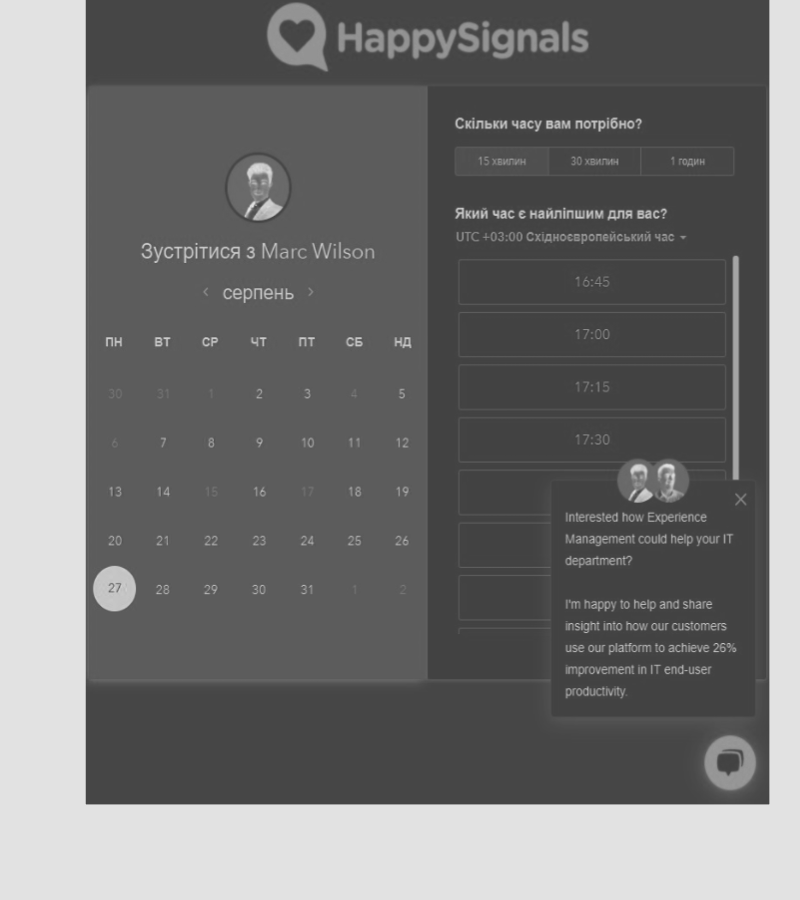 HappySignals
Зустрітися з Marc Wilson
серпень
ПН ВТ СР ЧТ ПТ СБ НД
30 31 1 2 3 4 5
6 7 8 9 10 11 12
13 14 15 16 17 18 19
20 21 22 23 24 25 26
27 28 29 30 31 1 2
Скільки часу вам потрібно?
15 хвилин 30 хвилин 1 годин
Який час є найліпшим для вас?
UTC +03:00 Східноєвропейський час
16:45
17:00
17:15
17:30
Interested how Experience
Management could help your IT
department?
I'm happy to help and share
insight into how our customers
use our platform to achieve 26%
improvement in IT end-user
productivity.